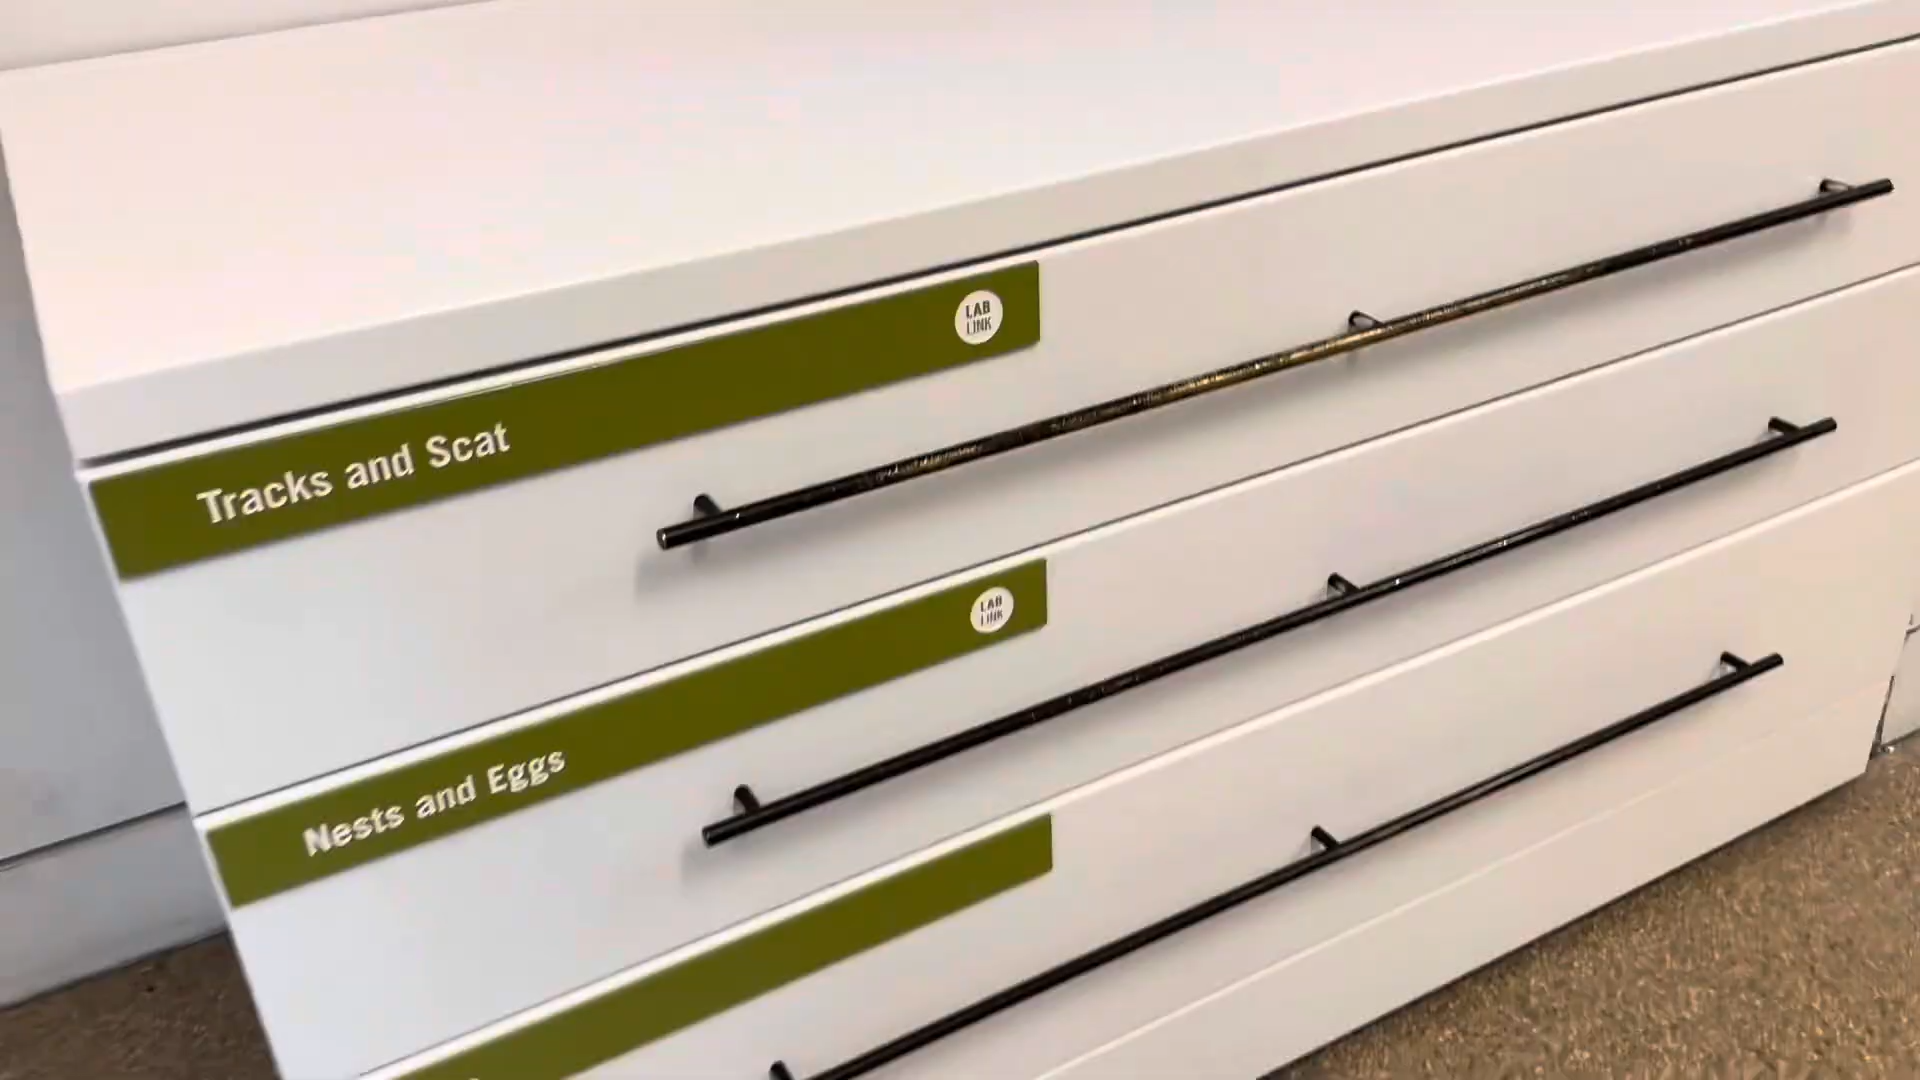 Tracks and Scat
LAB
LINK
Nests and Eggs
LAB
LINK